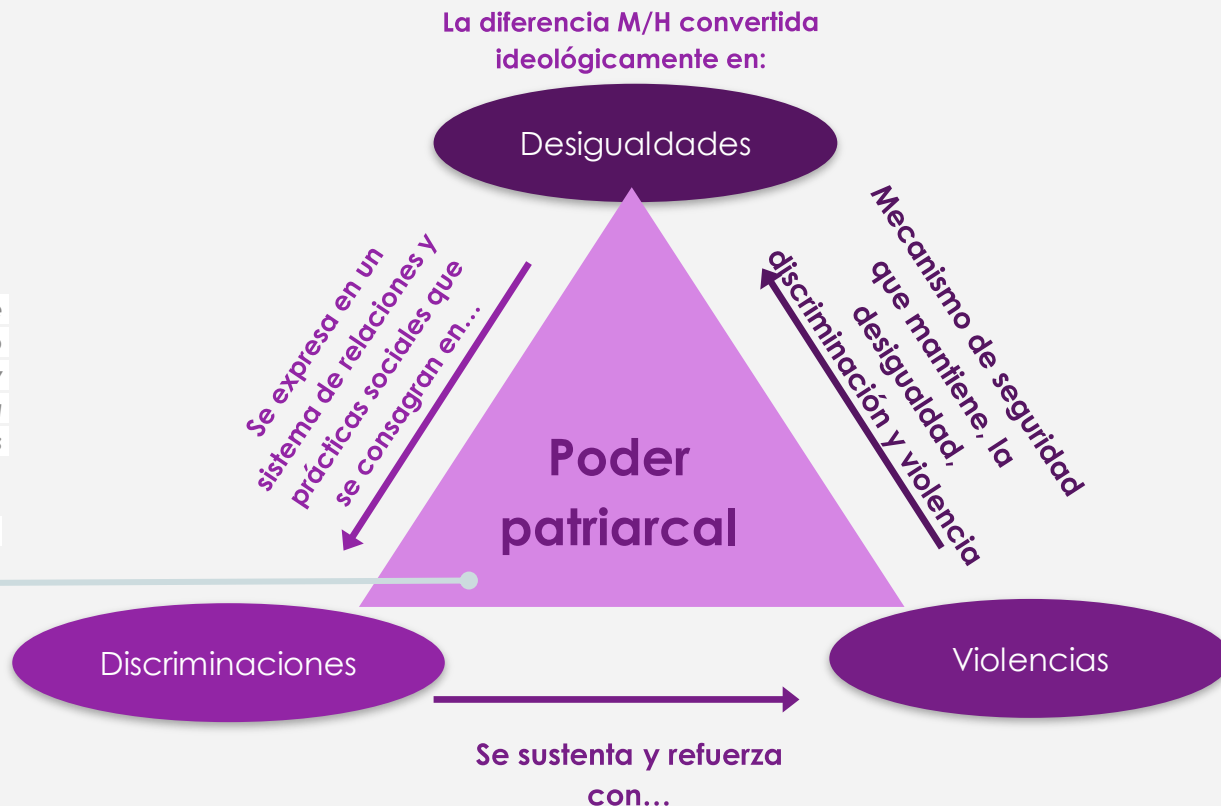 La diferencia M/H convertida
ideológicamente en:
Desigualdades
Se expresa en un
sistema de relaciones y
prácticas sociales que
se consagran en…
Mecanismo de seguridad
que mantiene, la
desigualdad,
discriminación y violencia
Poder
patriarcal
Discriminaciones
Violencias
Se sustenta y refuerza
con…